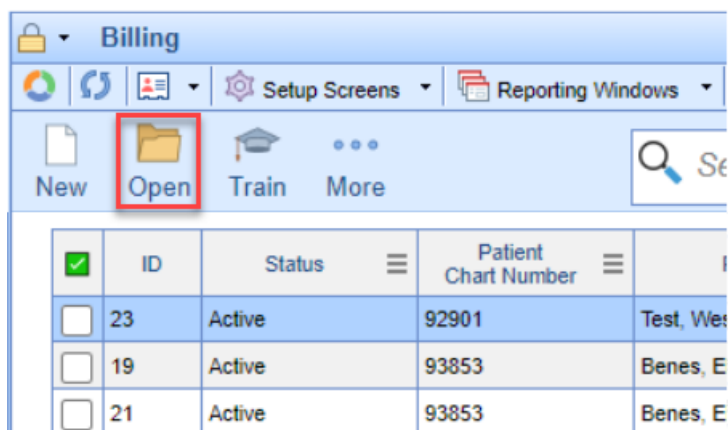 Billing
Setup Screens Reporting Windows
New Open Train More
ID Status Patient Chart Number
23 Active 92901 Test, Wes
19 Active 93853 Benes, E
21 Active 93853 Benes, E